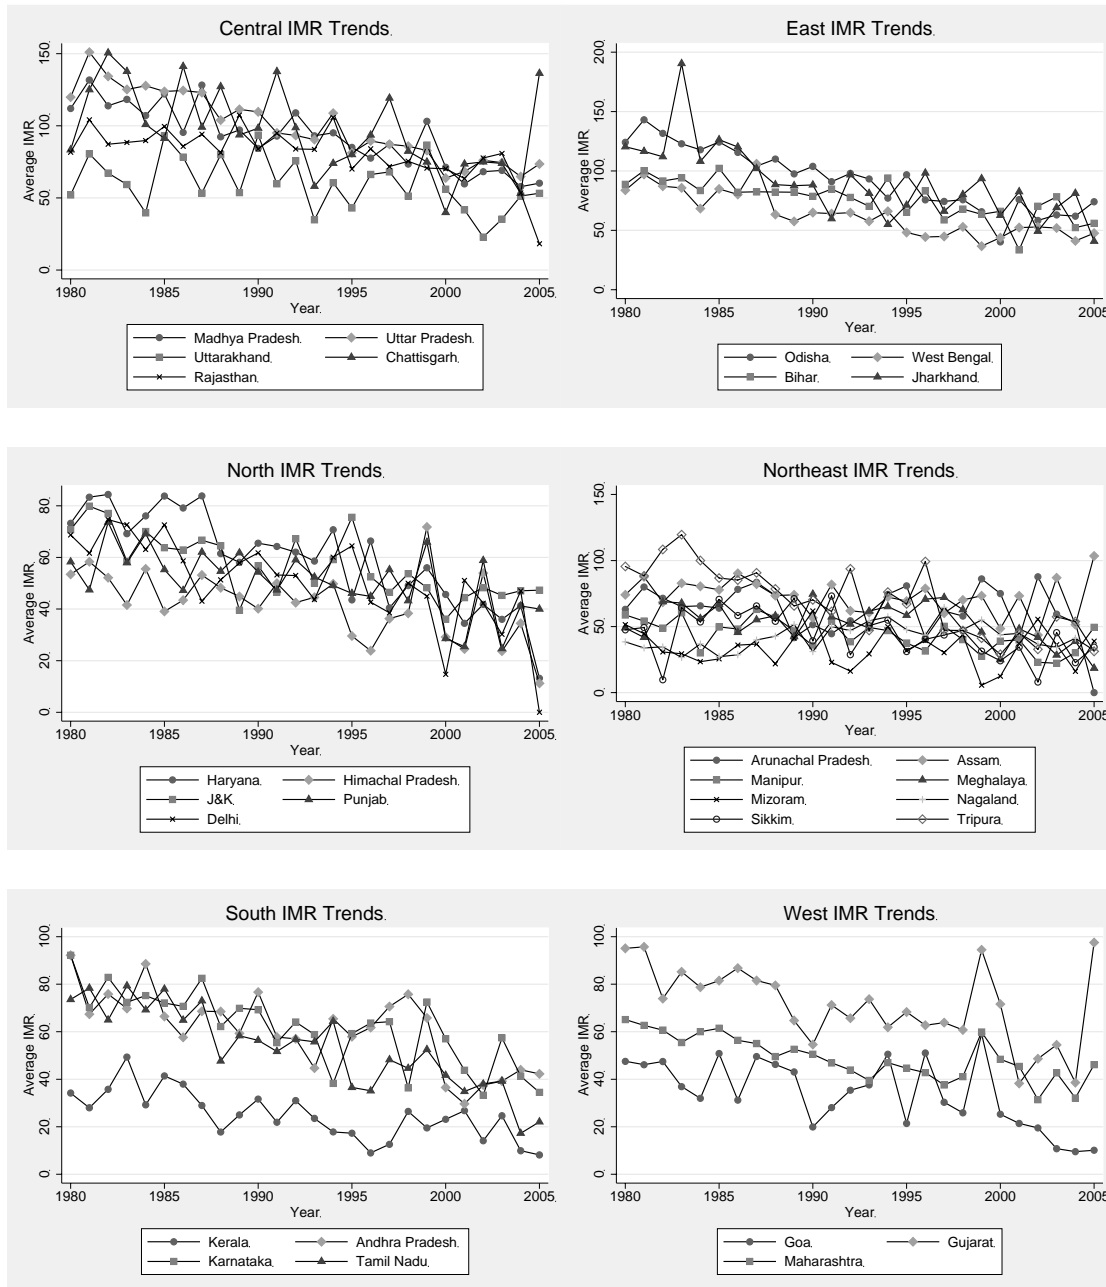 Central IMR Trends.
150.
100.
50.
0.
Average IMR.
1980
1985
1990
1995
2000
2005.
Year.
Madhya Pradesh.
Uttar Pradesh.
Uttarakhand.
Chattisgarh.
Rajasthan.
East IMR Trends.
200.
150.
100.
50.
0.
Average IMR.
1980
1985
1990
1995
2000
2005
Year.
Odisha.
West Bengal.
Bihar.
Jharkhand.
North IMR Trends.
80.
60.
40.
20.
0.
Average IMR.
1980
1985
1990
1995
2000
2005.
Year.
Haryana.
Himachal Pradesh.
J&K.
Punjab.
Delhi.
Northeast IMR Trends.
150.
100.
50.
0.
Average IMR.
1980
1985
1990
1995
2000
2005
Year.
Arunachal Pradesh.
Assam.
Manipur.
Meghalaya.
Mizoram.
Nagaland.
Sikkim.
Tripura.
South IMR Trends.
100.
80.
60.
40.
20.
0.
Average IMR.
1980
1985
1990
1995
2000
2005.
Year.
Kerala.
Andhra Pradesh.
Karnataka.
Tamil Nadu.
West IMR Trends.
100.
80.
60.
40.
20.
0.
Average IMR.
1980
1985
1990
1995
2000
2005
Year.
Goa.
Gujarat.
Maharashtra.